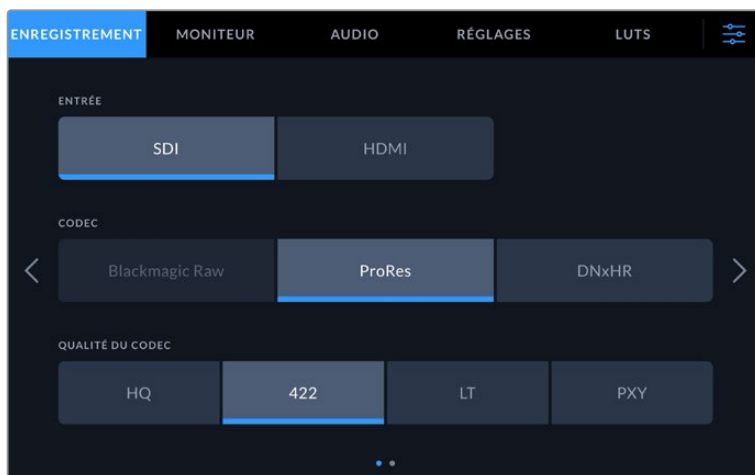 ENREGISTREMENT MONITEUR AUDIO RÉGLAGES LUTS
ENTRÉE
SDI HDMI
CODEC
Blackmagic Raw ProRes DNxHR
QUALITÉ DU CODEC
HQ 422 LT PXY